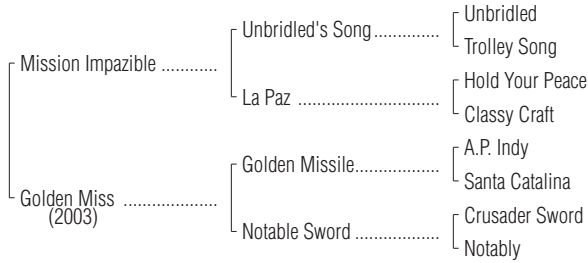 Unbridled
Unbridled's Song ................
Trolley Song
Mission Impazible ............
Hold Your Peace
La Paz ..................................
Classy Craft
A.P. Indy
Golden Missile.....................
Santa Catalina
Golden Miss ......................
(2003)
Crusader Sword
Notable Sword ....................
Notably